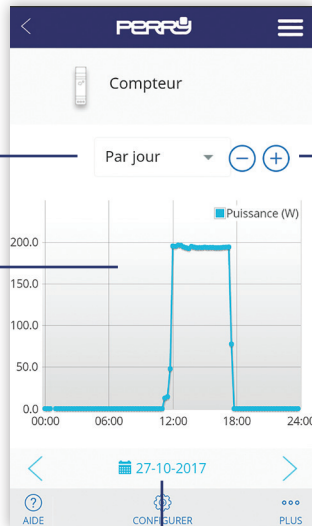 PERRY
Compteur
Par jour
Puissance (W)
200.0
150.0
100.0
50.0
0.0
00:00 06:00 12:00 18:00 24:00
27-10-2017
?
AIDE CONFIGURER PLUS